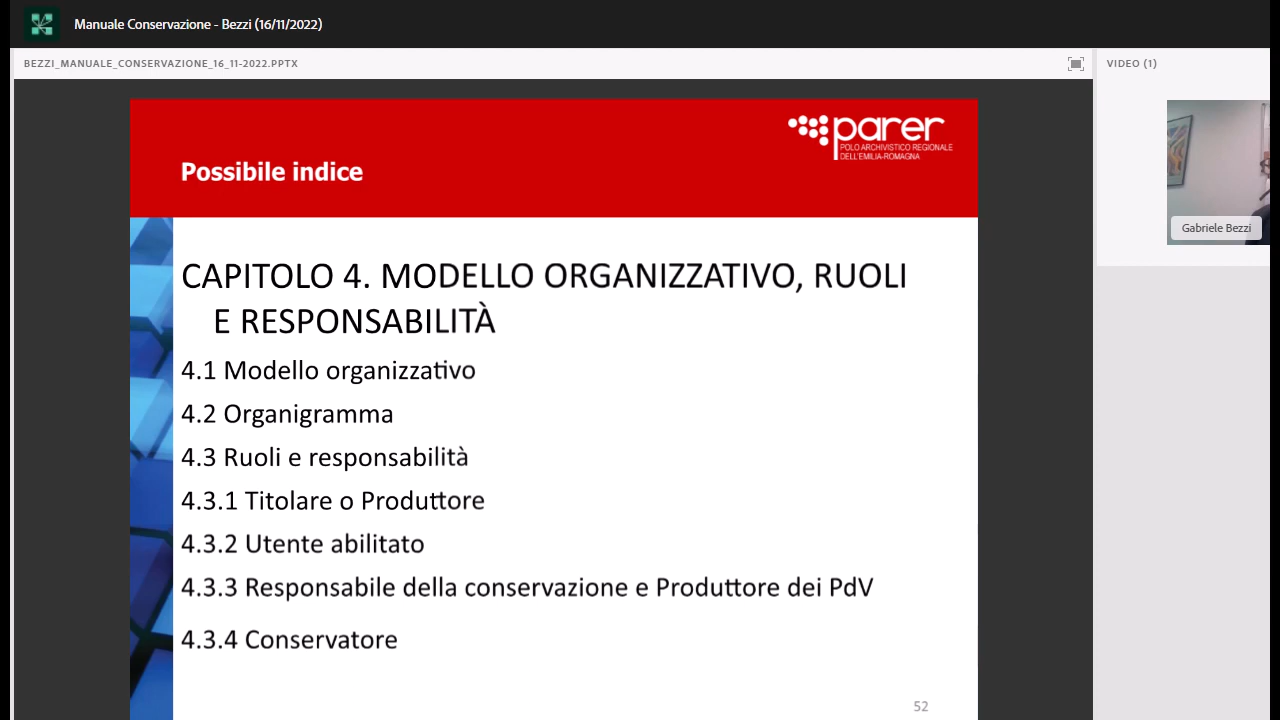 Manuale Conservazione - Bezzi (16/11/2022)
BEZZI_MANUALE_CONSERVAZIONE_16_11-2022.PPTX
VIDEO (1)
parer
POLO ARCHIVISTICO REGIONALE
DELL'EMILIA-ROMAGNA
Possibile indice
Gabriele Bezzi
CAPITOLO 4. MODELLO ORGANIZZATIVO, RUOLI
E RESPONSABILITÀ
4.1 Modello organizzativo
4.2 Organigramma
4.3 Ruoli e responsabilità
4.3.1 Titolare o Produttore
4.3.2 Utente abilitato
4.3.3 Responsabile della conservazione e Produttore dei PdV
4.3.4 Conservatore
52